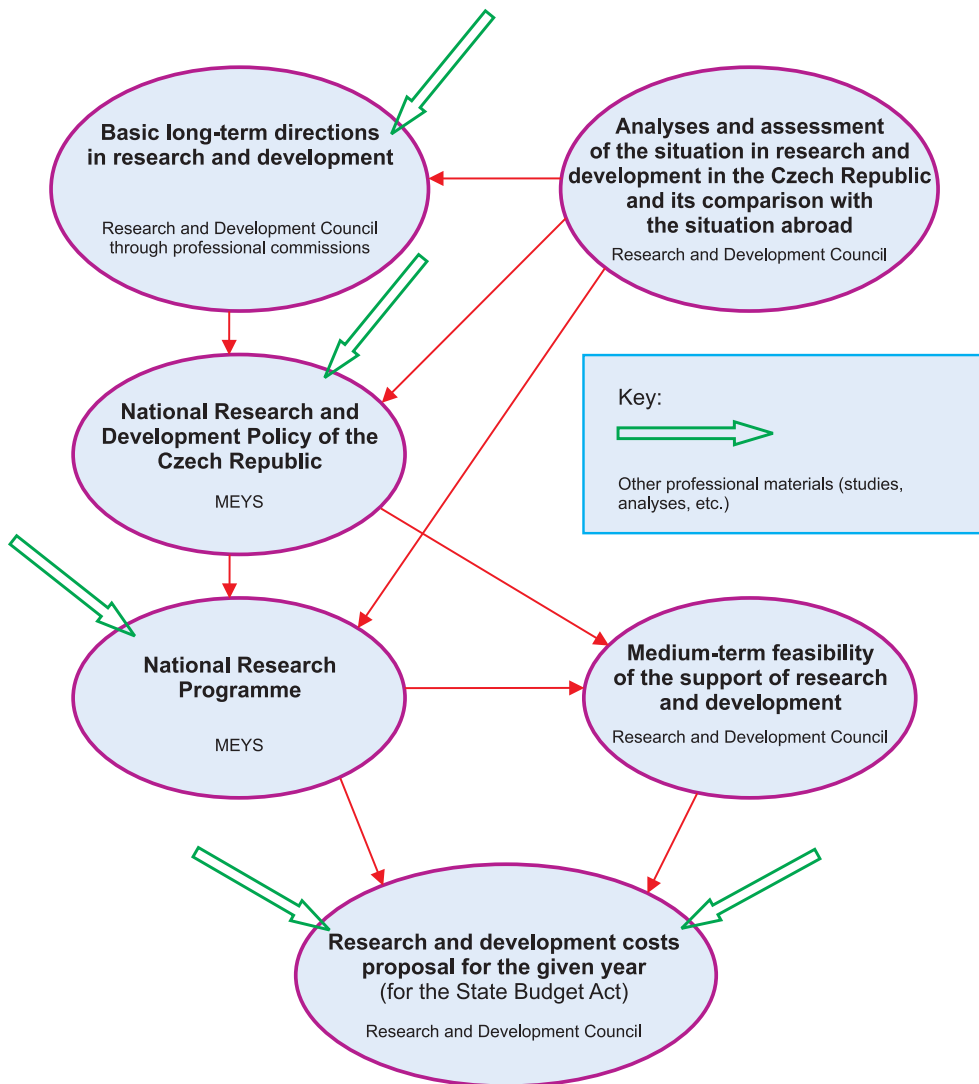 Basic long-term directions
in research and development
Research and Development Council
through professional commissions
Analyses and assessment
of the situation in research and
development in the Czech Republic
and its comparison with
the situation abroad
Research and Development Council
National Research and
Development Policy of the
Czech Republic
MEYS
Key:
Other professional materials (studies,
analyses, etc.)
National Research
Programme
MEYS
Medium-term feasibility
of the support of research
and development
Research and Development Council
Research and development costs
proposal for the given year
(for the State Budget Act)
Research and Development Council